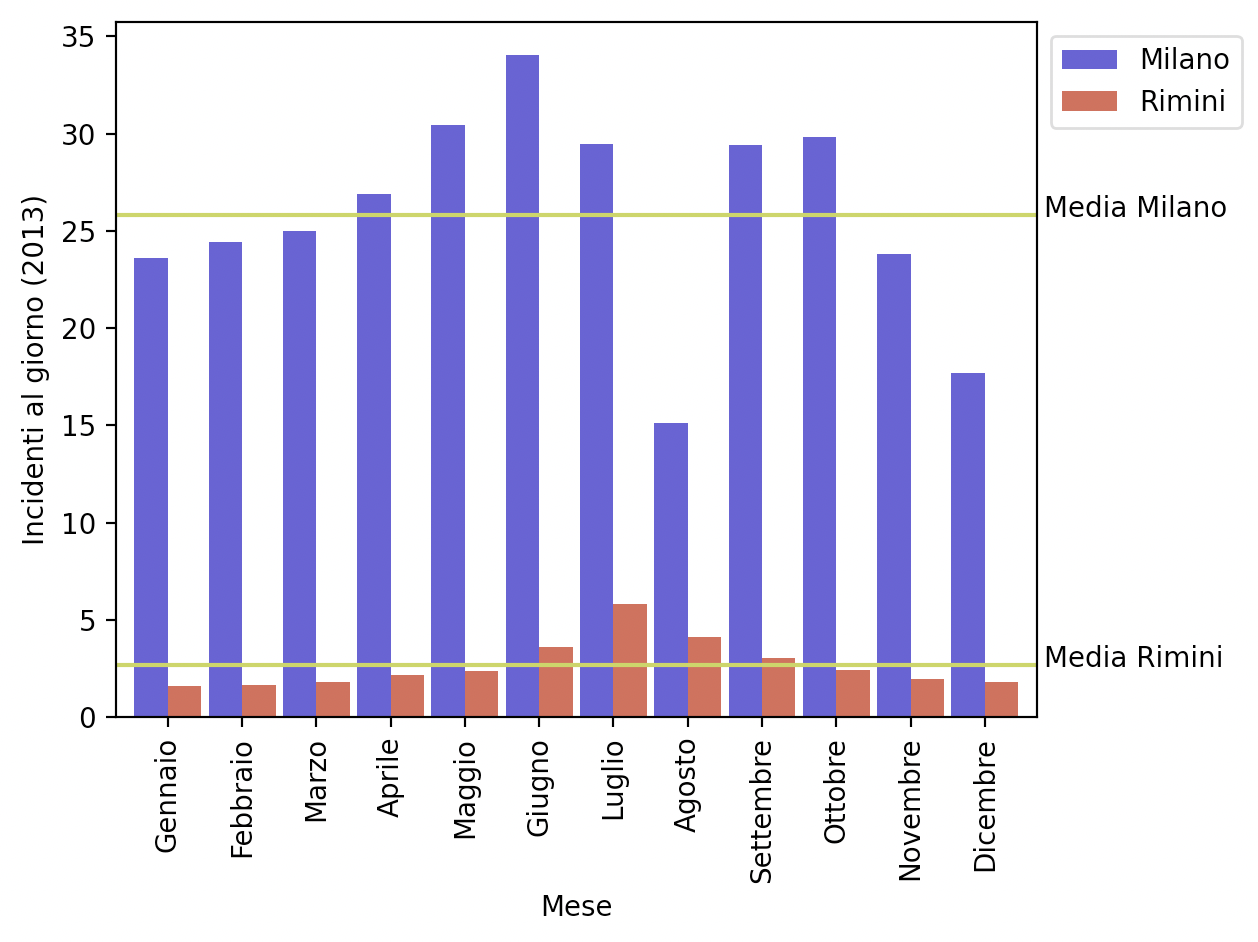 Incidenti al giorno (2013)
35
30
25
20
15
10
5
0
Milano
Rimini
Media Milano
Media Rimini
Gennaio
Febbraio
Marzo
Aprile
Maggio
Giugno
Luglio
Agosto
Settembre
Ottobre
Novembre
Dicembre
Mese